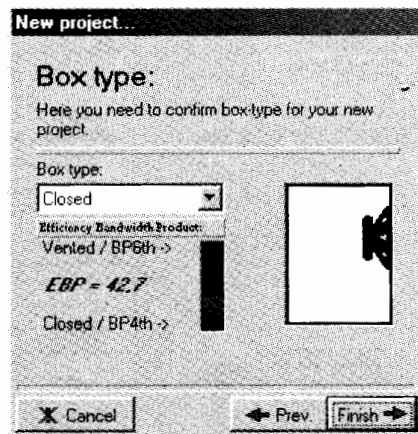 New project...
Box type:
Here you need to confirm box-type for your new
project.
Box type:
Closed
Efficiency Bandwidth Product:
Vented / BP6th ->
EBP = 42.7
Closed / BP4th ->
Cancel
Prev.
Finish